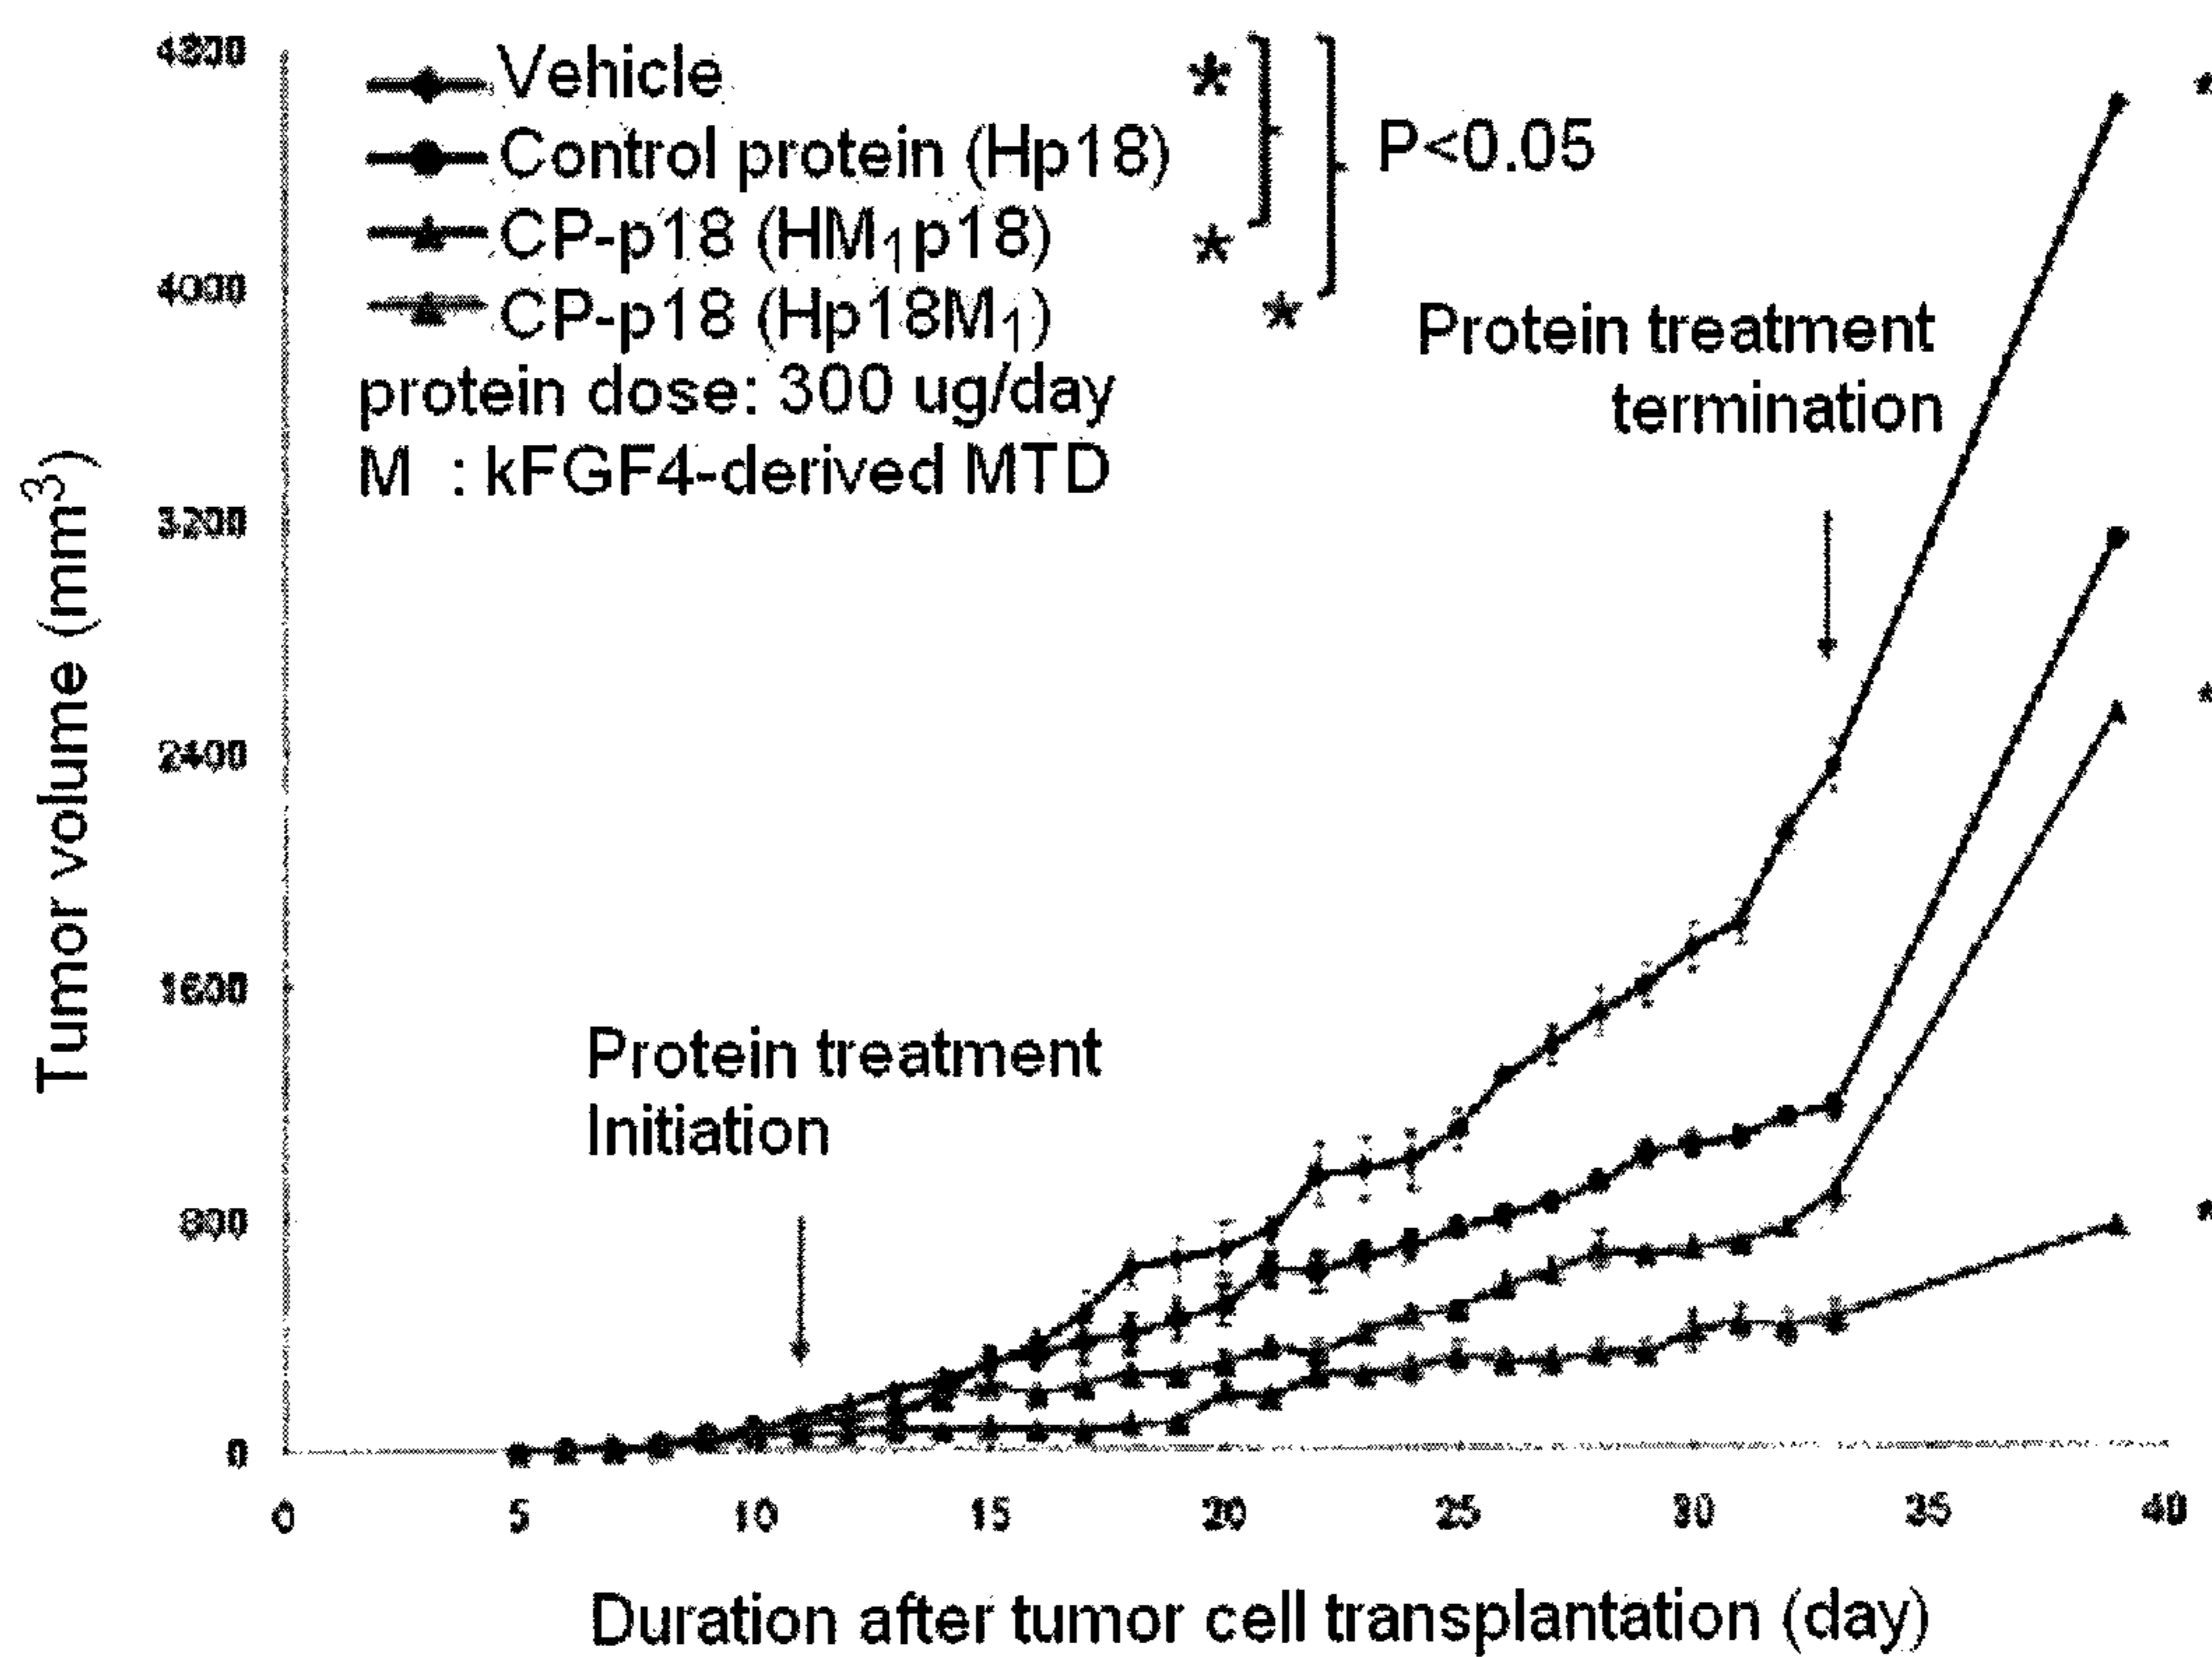 4800
Vehicle
*
*
Control protein (Hp18)
P<0.05
CP-p18 (HM1p18)
*
4000
CP-p18 (Hp18M1)
*
Protein treatment
termination
protein dose: 300 ug/day
M : kFGF4-derived MTD
3200
*
2400
1600
Protein treatment
Initiation
800
*
0
0 5 10 15 20 25 30 35 40
Tumor volume (mm3)
Duration after tumor cell transplantation (day)